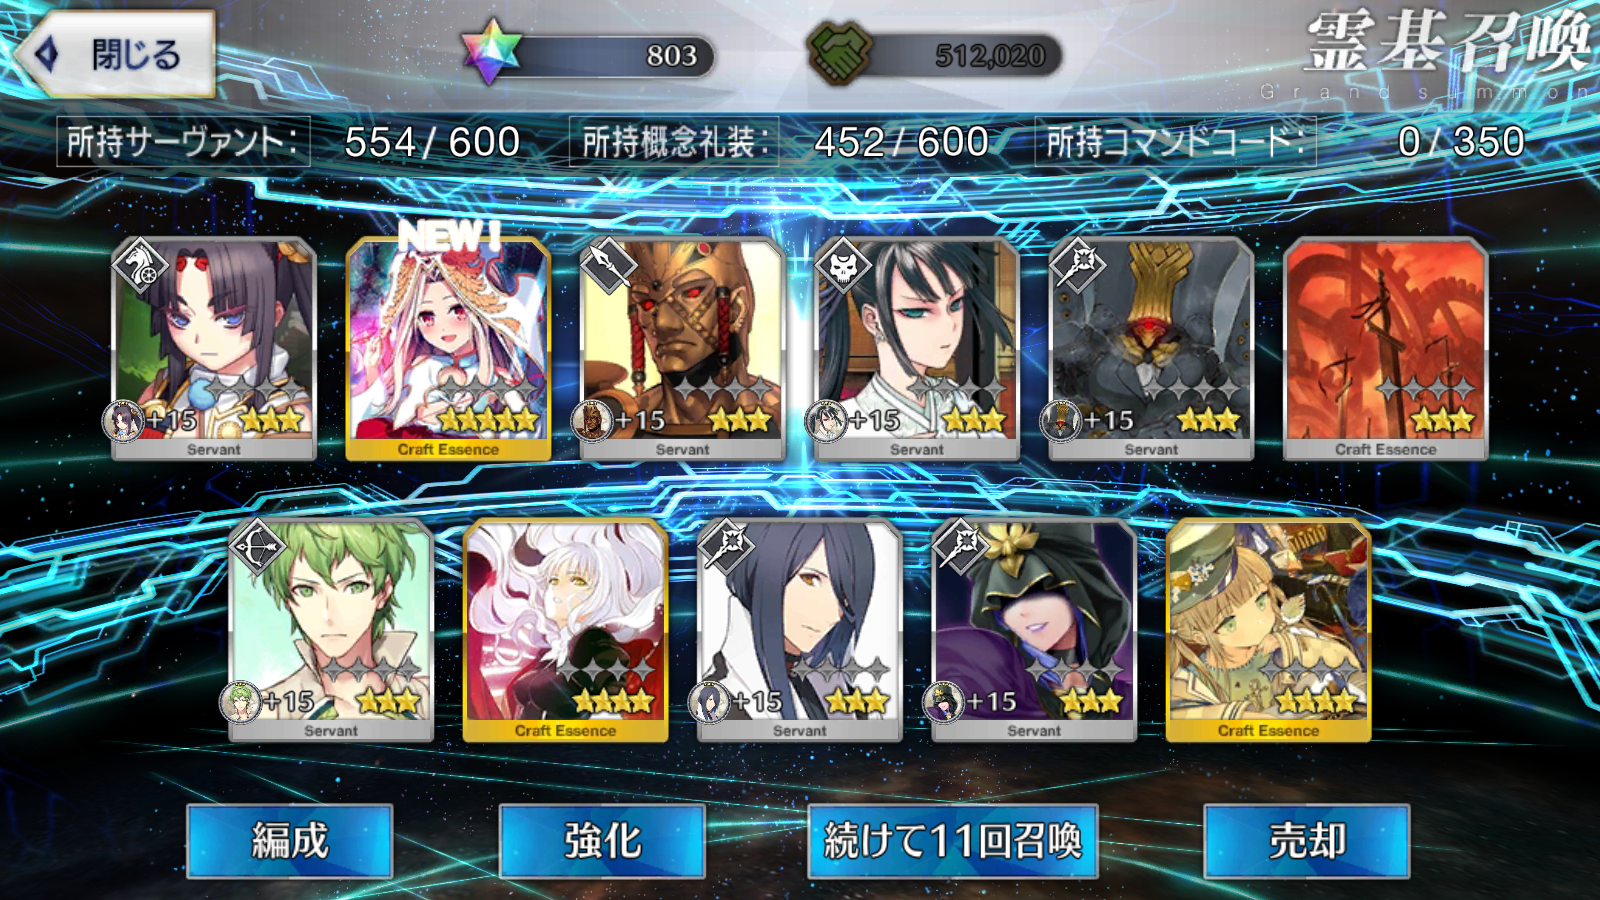 閉じる
803
512,020
霊基召喚
Grand summon
所持サーヴァント: 554/600
所持概念礼装: 452/600
所持コマンドコード: 0/350
NEW!
+15
+15
+15
+15
Servant
Craft Essence
Servant
Servant
Servant
Craft Essence
+15
+15
+15
Servant
Craft Essence
Servant
Servant
Craft Essence
編成
強化
続けて11回召喚
売却